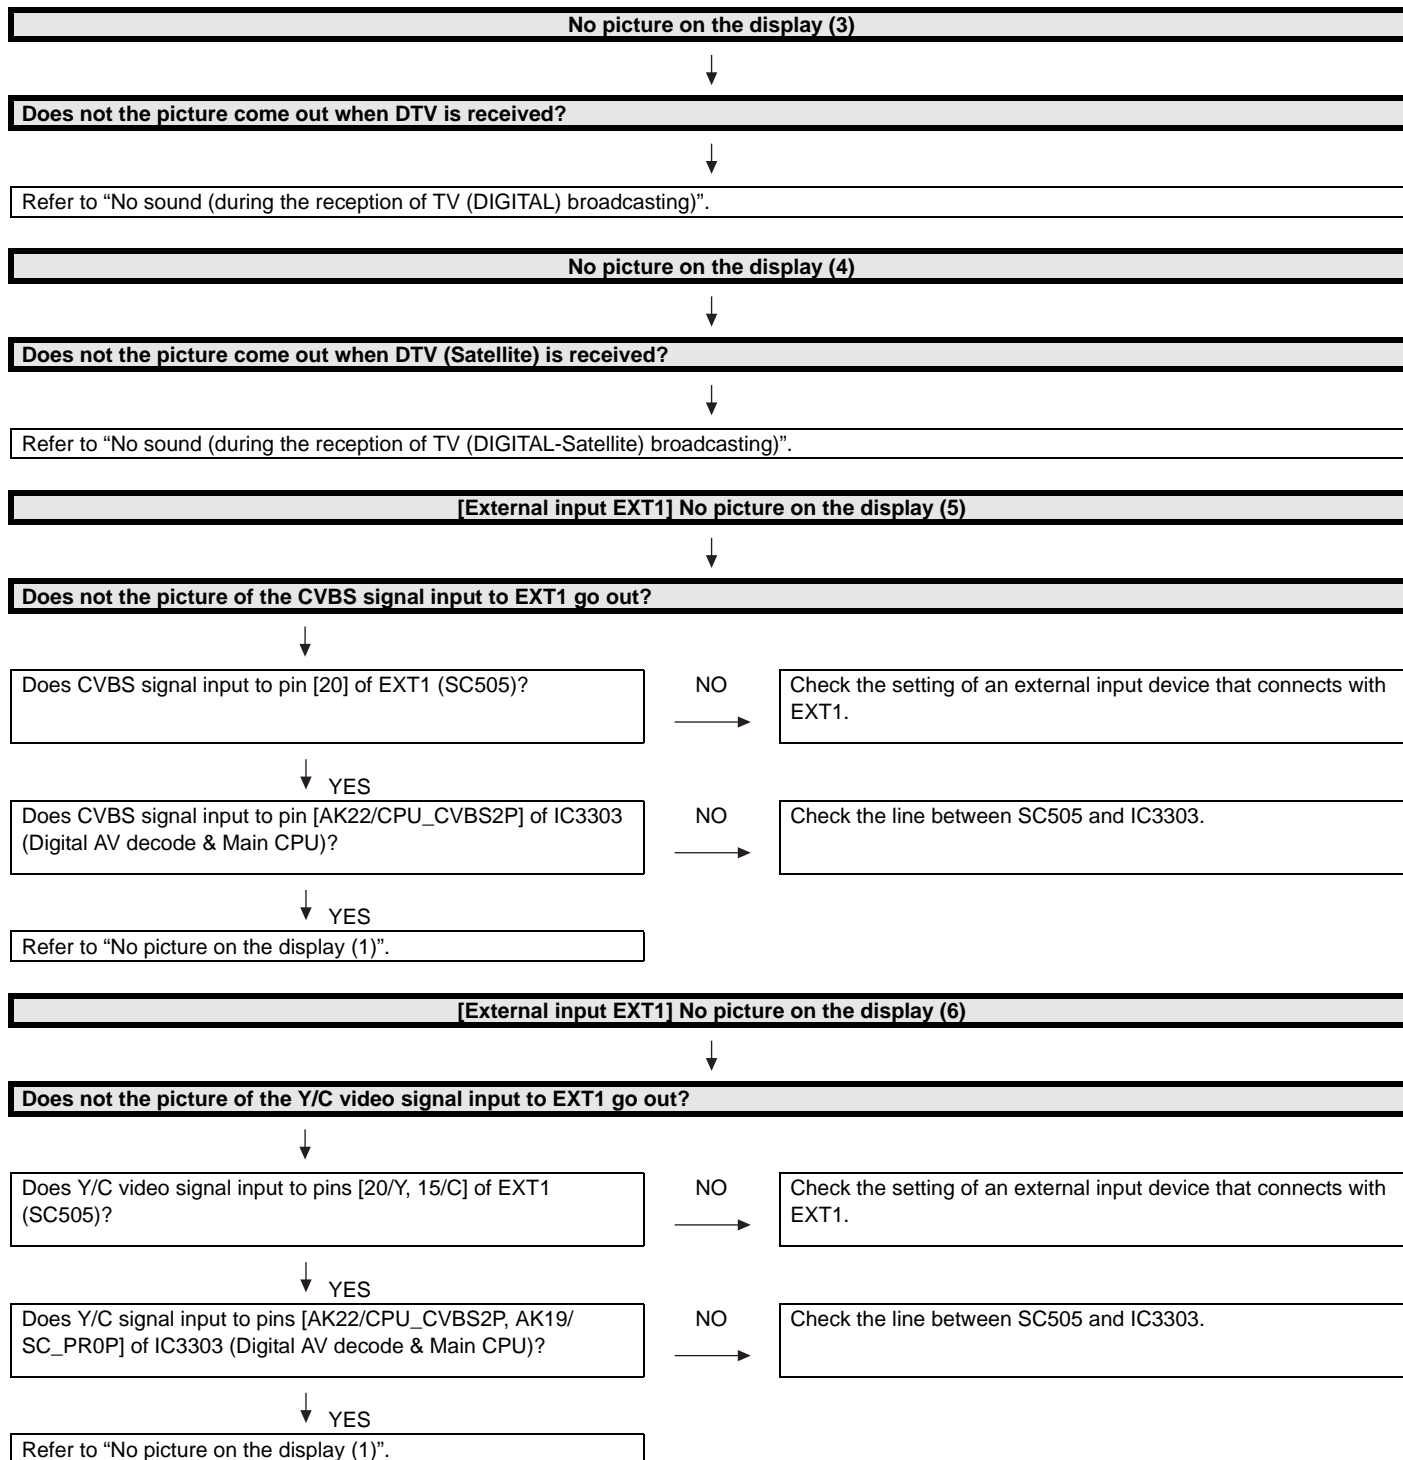 No picture on the display (3)
Does not the picture come out when DTV is received?
Refer to “No sound (during the reception of TV (DIGITAL) broadcasting)”.
No picture on the display (4)
Does not the picture come out when DTV (Satellite) is received?
Refer to “No sound (during the reception of TV (DIGITAL-Satellite) broadcasting)”.
[External input EXT1] No picture on the display (5)
Does not the picture of the CVBS signal input to EXT1 go out?
Does CVBS signal input to pin [20] of EXT1 (SC505)?
NO
Check the setting of an external input device that connects with
EXT1.
YES
Does CVBS signal input to pin [AK22/CPU_CVBS2P] of IC3303
(Digital AV decode & Main CPU)?
NO
Check the line between SC505 and IC3303.
YES
Refer to “No picture on the display (1)”.
[External input EXT1] No picture on the display (6)
Does not the picture of the Y/C video signal input to EXT1 go out?
Does Y/C video signal input to pins [20/Y, 15/C] of EXT1
(SC505)?
NO
Check the setting of an external input device that connects with
EXT1.
YES
Does Y/C signal input to pins [AK22/CPU_CVBS2P, AK19/
SC_PR0P] of IC3303 (Digital AV decode & Main CPU)?
NO
Check the line between SC505 and IC3303.
YES
Refer to “No picture on the display (1)”.